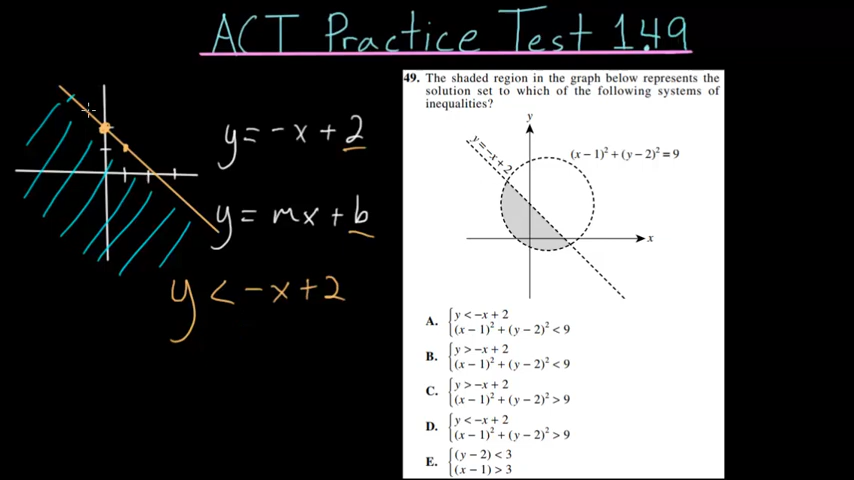 ACT Practice Test 1.49
y = -x + 2
y = mx + b
y < -x + 2
49. The shaded region in the graph below represents the
solution set to which of the following systems of
inequalities?
y
y = -x + 2
(x - 1)² + (y - 2)² = 9
x
A. {y < -x + 2
(x - 1)² + (y - 2)² < 9
B. {y > -x + 2
(x - 1)² + (y - 2)² < 9
C. {y > -x + 2
(x - 1)² + (y - 2)² > 9
D. {y < -x + 2
(x - 1)² + (y - 2)² > 9
E. {(y - 2) < 3
(x - 1) > 3